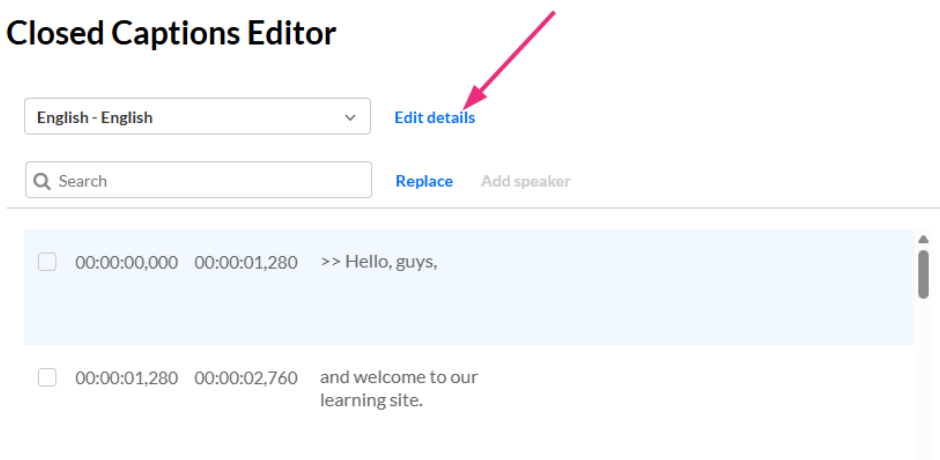 Closed Captions Editor
English - English Edit details
Search Replace Add speaker
00:00:00,000 00:00:01,280 >> Hello, guys,
00:00:01,280 00:00:02,760 and welcome to our
learning site.